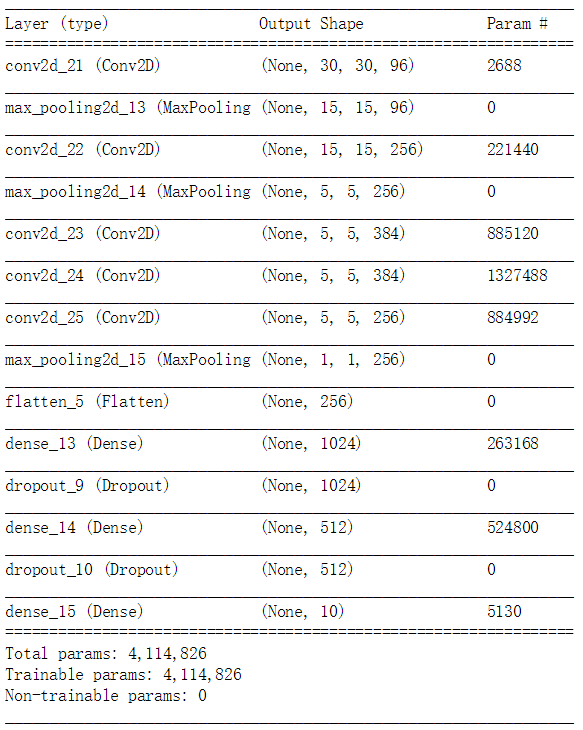 Layer (type) Output Shape Param #
conv2d_21 (Conv2D) (None, 30, 30, 96) 2688
max_pooling2d_13 (MaxPooling (None, 15, 15, 96) 0
conv2d_22 (Conv2D) (None, 15, 15, 256) 221440
max_pooling2d_14 (MaxPooling (None, 5, 5, 256) 0
conv2d_23 (Conv2D) (None, 5, 5, 384) 885120
conv2d_24 (Conv2D) (None, 5, 5, 384) 1327488
conv2d_25 (Conv2D) (None, 5, 5, 256) 884992
max_pooling2d_15 (MaxPooling (None, 1, 1, 256) 0
flatten_5 (Flatten) (None, 256) 0
dense_13 (Dense) (None, 1024) 263168
dropout_9 (Dropout) (None, 1024) 0
dense_14 (Dense) (None, 512) 524800
dropout_10 (Dropout) (None, 512) 0
dense_15 (Dense) (None, 10) 5130
Total params: 4,114,826
Trainable params: 4,114,826
Non-trainable params: 0